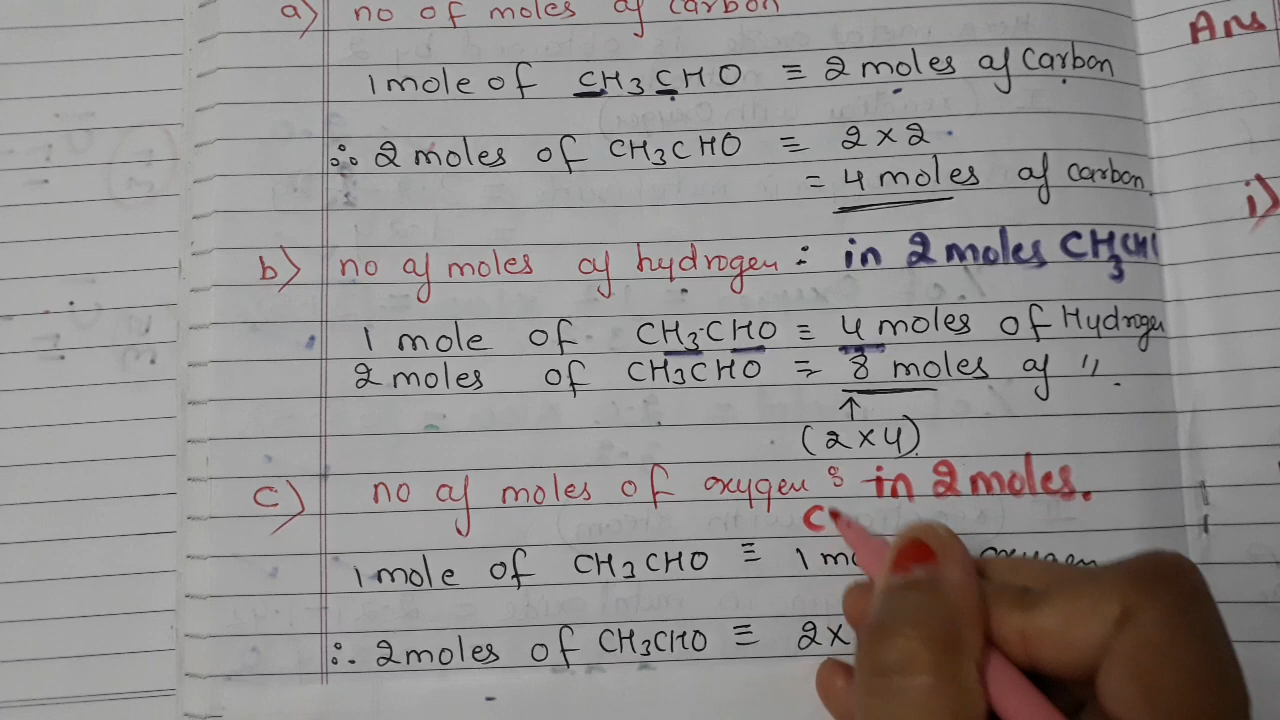 a) no of moles of carbon
Ans
1 mole of CH3CHO ≡ 2 moles of Carbon
∴ 2 moles of CH3CHO ≡ 2 × 2
= 4 moles of carbon
i)
b) no of moles of hydrogen : in 2 moles CH3CH
1 mole of CH3CHO ≡ 4 moles of Hydrogen
2 moles of CH3CHO ≡ 8 moles of "
↑
(2 × 4)
c) no of moles of oxygen : in 2 moles.
C
1 mole of CH3CHO ≡ 1 mo oxygen
∴ 2 moles of CH3CHO ≡ 2×